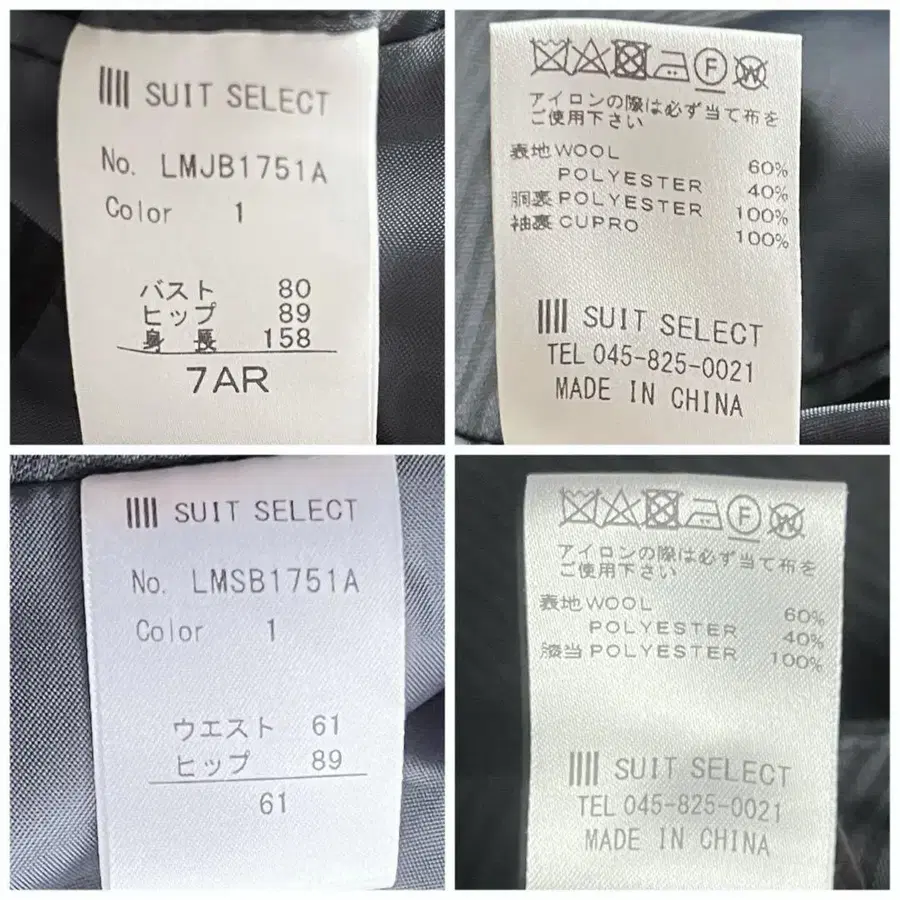 SUIT SELECT
No. LMJB1751A
Color 1
バスト 80
ヒップ 89
身長 158
7AR
F W
アイロンの際は必ず当て布を
ご使用下さい
表地 WOOL 60%
POLYESTER 40%
胴裏 POLYESTER 100%
袖裏 CUPRO 100%
SUIT SELECT
TEL 045-825-0021
MADE IN CHINA
SUIT SELECT
No. LMSB1751A
Color 1
ウエスト 61
ヒップ 89
61
F W
アイロンの際は必ず当て布を
ご使用下さい
表地 WOOL 60%
POLYESTER 40%
膝当 POLYESTER 100%
SUIT SELECT
TEL 045-825-0021
MADE IN CHINA